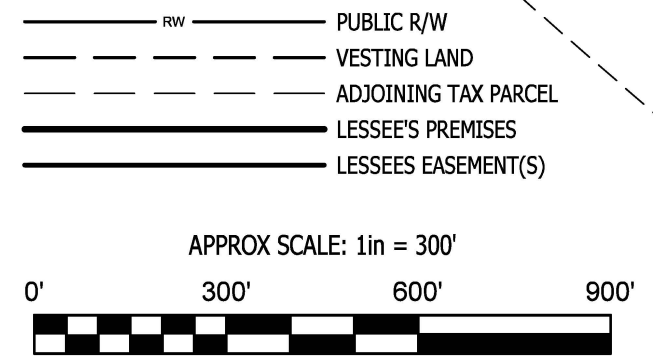 RW PUBLIC R/W
VESTING LAND
ADJOINING TAX PARCEL
LESSEE'S PREMISES
LESSEES EASEMENT(S)
APPROX SCALE: 1in = 300'
0' 300' 600' 900'